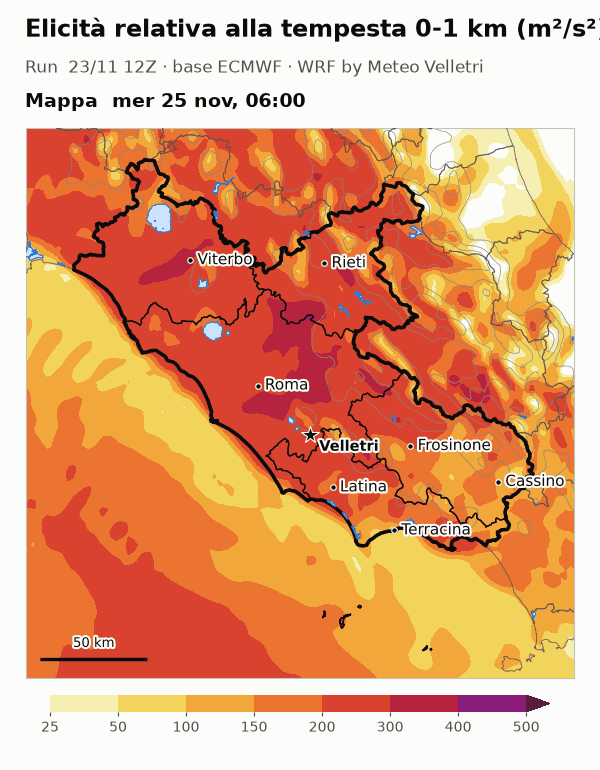 Elicità relativa alla tempesta 0-1 km (m²/s²)
Run 23/11 12Z · base ECMWF · WRF by Meteo Velletri
Mappa mer 25 nov, 06:00
Viterbo
Rieti
Roma
Velletri
Frosinone
Latina
Cassino
Terracina
50 km
25 50 100 150 200 300 400 500